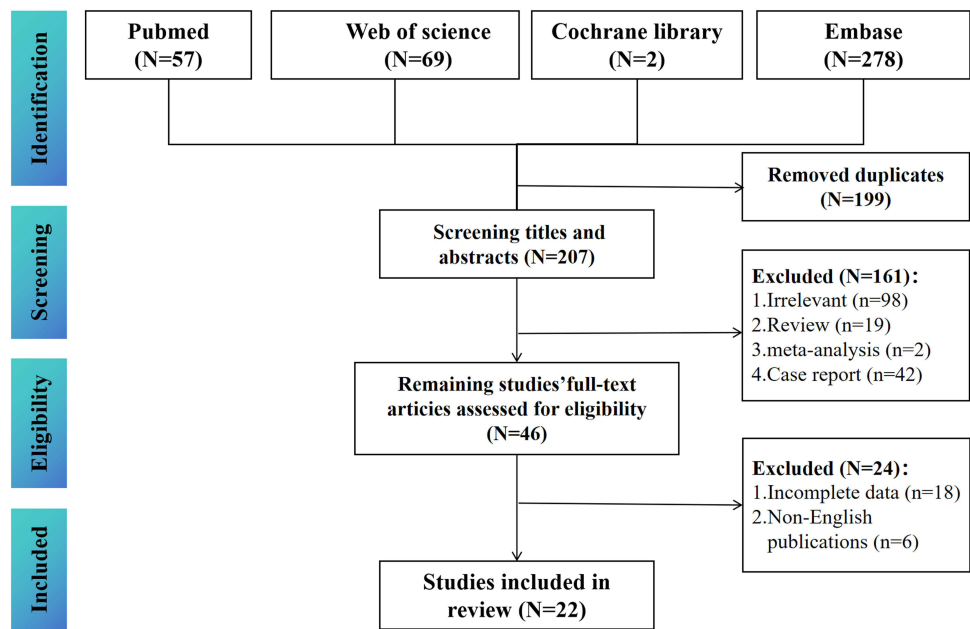 Identification
Pubmed
(N=57)
Web of science
(N=69)
Cochrane library
(N=2)
Embase
(N=278)
Removed duplicates
(N=199)
Screening
Screening titles and
abstracts (N=207)
Excluded (N=161)：
1.Irrelevant (n=98)
2.Review (n=19)
3.meta-analysis (n=2)
4.Case report (n=42)
Eligibility
Remaining studies’full-text
articles assessed for eligibility
(N=46)
Excluded (N=24)：
1.Incomplete data (n=18)
2.Non-English
publications (n=6)
Included
Studies included in
review (N=22)